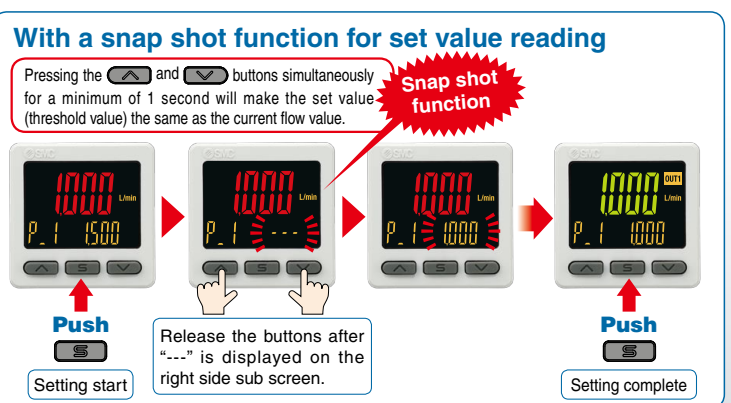 With a snap shot function for set value reading
Pressing the and buttons simultaneously
for a minimum of 1 second will make the set value
(threshold value) the same as the current flow value.
Snap shot
function
SMC
1.000 L/min
P_1 1.500
S
SMC
1.000 L/min
P_1 ---
S
SMC
1.000 L/min
P_1 1.000
S
SMC
OUT1
1.000 L/min
P_1 1.000
S
Push
S
Setting start
Release the buttons after
“---” is displayed on the
right side sub screen.
Push
S
Setting complete